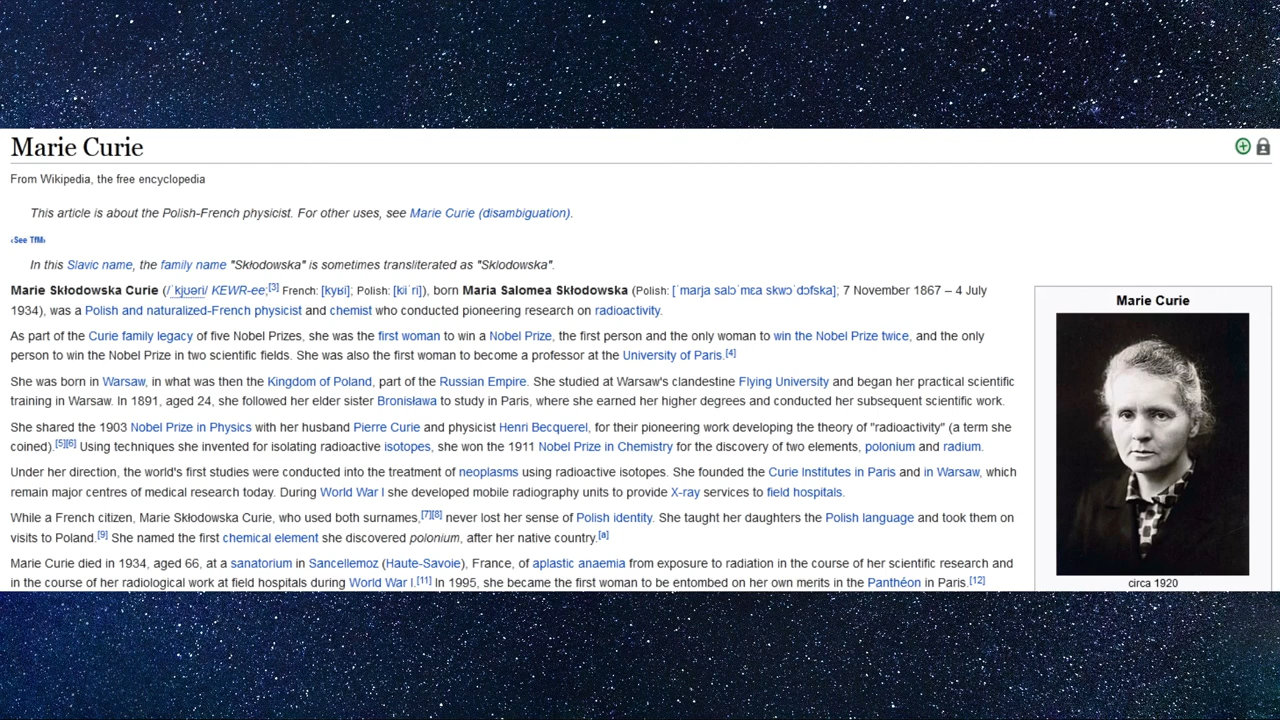 Marie Curie
From Wikipedia, the free encyclopedia
This article is about the Polish-French physicist. For other uses, see Marie Curie (disambiguation).
‹See TfM›
In this Slavic name, the family name "Skłodowska" is sometimes transliterated as "Sklodowska".
Marie Skłodowska Curie (/ˈkjʊəri/ KEWR-ee;[3] French: [kyʁi]; Polish: [kiˈri]), born Maria Salomea Skłodowska (Polish: [ˈmarja salɔˈmɛa skwɔˈdɔfska]; 7 November 1867 – 4 July
1934), was a Polish and naturalized-French physicist and chemist who conducted pioneering research on radioactivity.
As part of the Curie family legacy of five Nobel Prizes, she was the first woman to win a Nobel Prize, the first person and the only woman to win the Nobel Prize twice, and the only
person to win the Nobel Prize in two scientific fields. She was also the first woman to become a professor at the University of Paris.[4]
She was born in Warsaw, in what was then the Kingdom of Poland, part of the Russian Empire. She studied at Warsaw's clandestine Flying University and began her practical scientific
training in Warsaw. In 1891, aged 24, she followed her elder sister Bronisława to study in Paris, where she earned her higher degrees and conducted her subsequent scientific work.
She shared the 1903 Nobel Prize in Physics with her husband Pierre Curie and physicist Henri Becquerel, for their pioneering work developing the theory of "radioactivity" (a term she
coined).[5][6] Using techniques she invented for isolating radioactive isotopes, she won the 1911 Nobel Prize in Chemistry for the discovery of two elements, polonium and radium.
Under her direction, the world's first studies were conducted into the treatment of neoplasms using radioactive isotopes. She founded the Curie Institutes in Paris and in Warsaw, which
remain major centres of medical research today. During World War I she developed mobile radiography units to provide X-ray services to field hospitals.
While a French citizen, Marie Skłodowska Curie, who used both surnames,[7][8] never lost her sense of Polish identity. She taught her daughters the Polish language and took them on
visits to Poland.[9] She named the first chemical element she discovered polonium, after her native country.[a]
Marie Curie died in 1934, aged 66, at a sanatorium in Sancellemoz (Haute-Savoie), France, of aplastic anaemia from exposure to radiation in the course of her scientific research and
in the course of her radiological work at field hospitals during World War I.[11] In 1995, she became the first woman to be entombed on her own merits in the Panthéon in Paris.[12]
Marie Curie
circa 1920